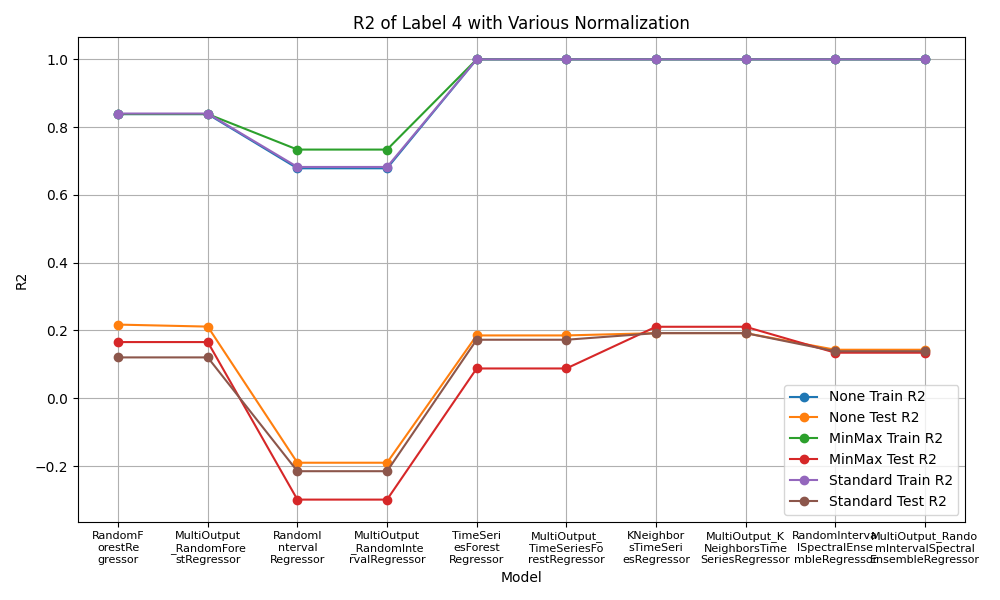 R2 of Label 4 with Various Normalization
R2
1.0
0.8
0.6
0.4
0.2
0.0
−0.2
None Train R2
None Test R2
MinMax Train R2
MinMax Test R2
Standard Train R2
Standard Test R2
RandomF
orestRe
gressor
MultiOutput
_RandomFore
stRegressor
RandomI
nterval
Regressor
MultiOutput
_RandomInte
rvalRegressor
TimeSeri
esForest
Regressor
MultiOutput_
TimeSeriesFo
restRegressor
KNeighbor
sTimeSeri
esRegressor
MultiOutput_K
NeighborsTime
SeriesRegressor
RandomInterva
lSpectralEnse
mbleRegressor
MultiOutput_Rando
mIntervalSpectral
EnsembleRegressor
Model